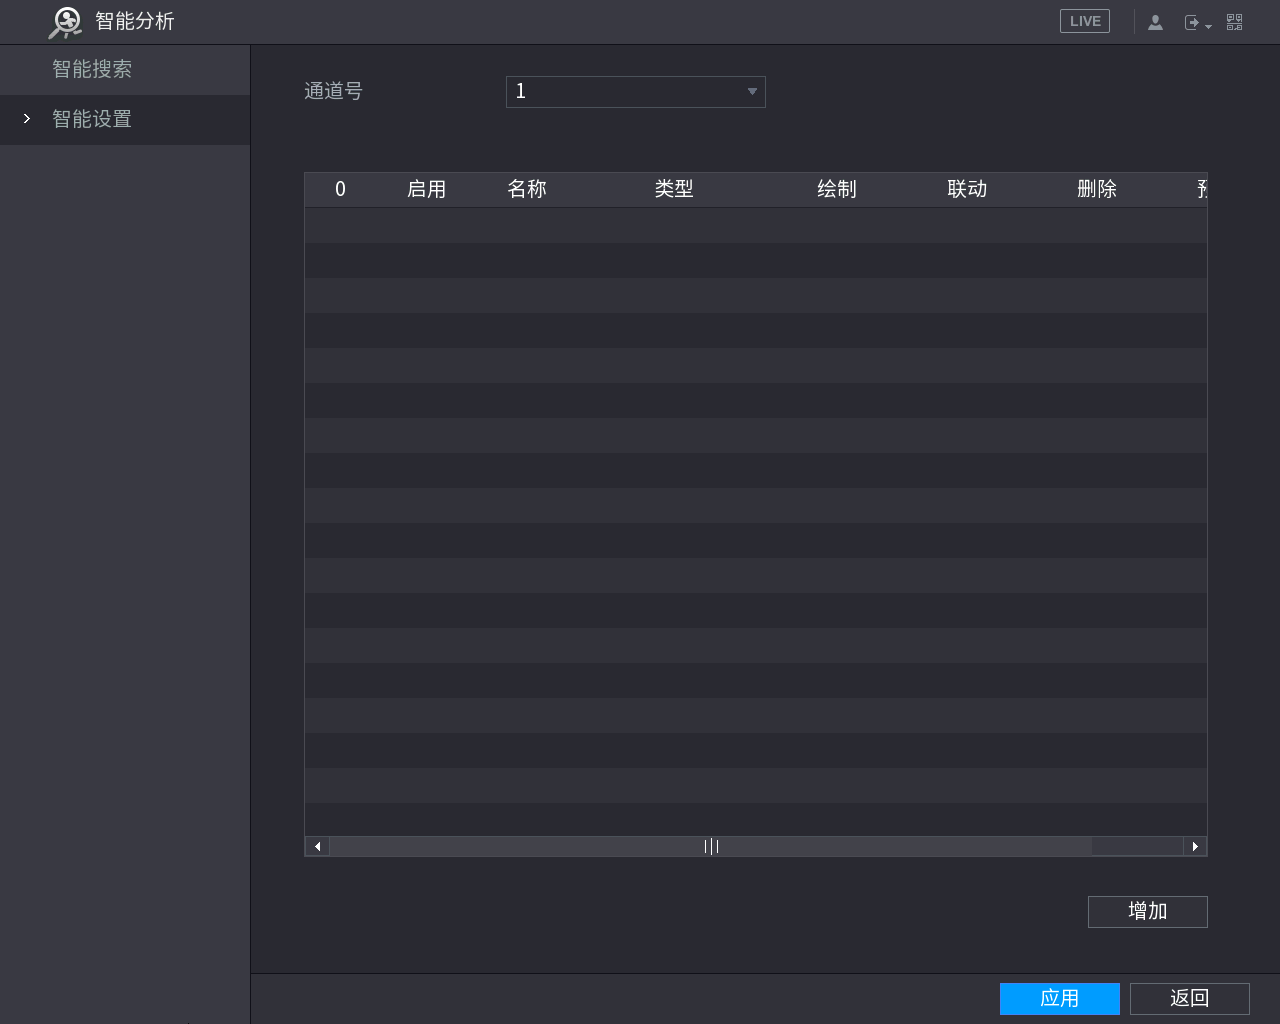 智能分析
LIVE
智能搜索
智能设置
通道号
1
0 启用 名称 类型 绘制 联动 删除
增加
应用
返回